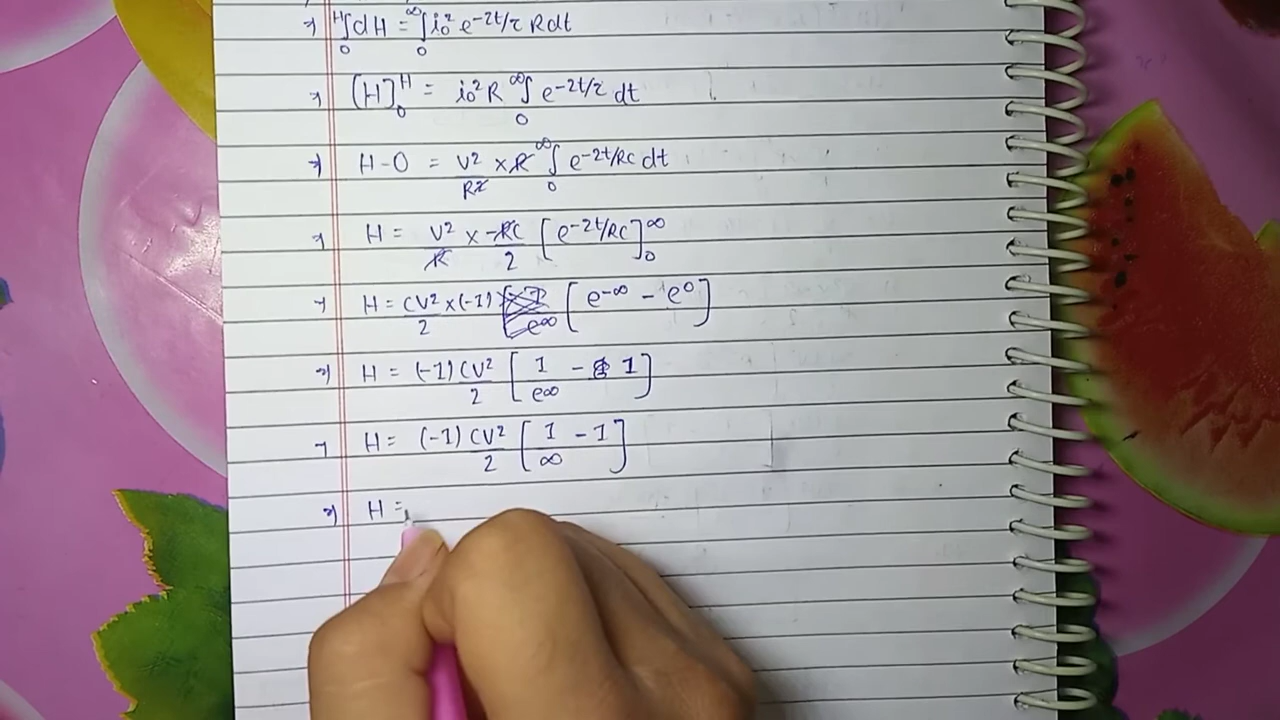 ⇒ ∫₀ᴴ dH = ∫₀^∞ i₀² e^{-2t/τ} R dt
⇒ [H]₀ᴴ = i₀² R ∫₀^∞ e^{-2t/τ} dt
⇒ H - 0 = V²/R² × R ∫₀^∞ e^{-2t/RC} dt
⇒ H = V²/R × -RC/2 [e^{-2t/RC}]₀^∞
⇒ H = CV²/2 × (-1) [e^{-∞} - e⁰]
⇒ H = (-1) CV²/2 [1/e^∞ - 1]
⇒ H = (-1) CV²/2 [1/∞ - 1]
⇒ H =